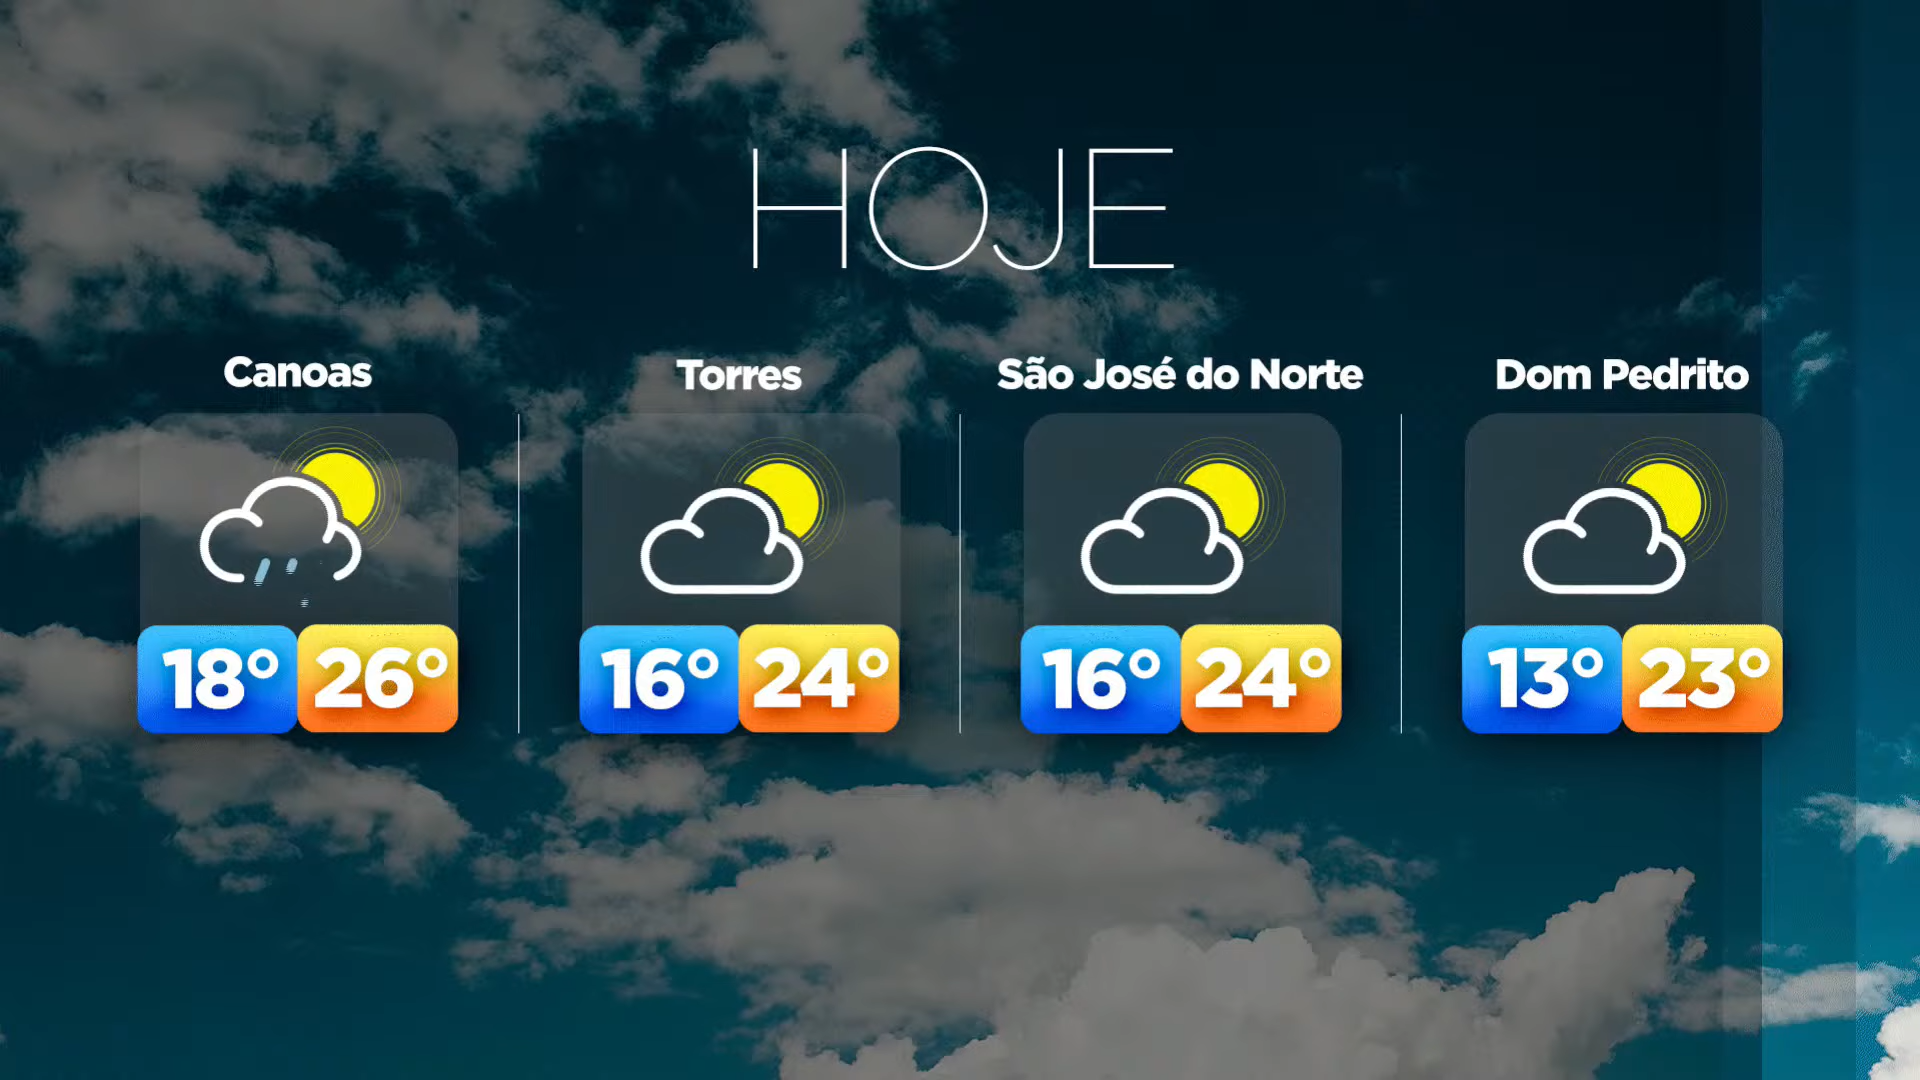 HOJE
Canoas
Torres
São José do Norte
Dom Pedrito
18° 26°
16° 24°
16° 24°
13° 23°